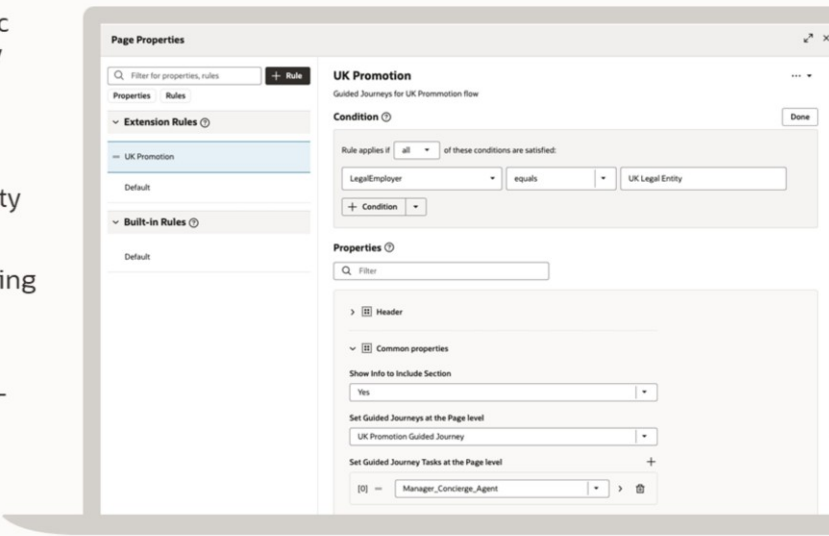 c
ty
ing
Page Properties
Filter for properties, rules
+ Rule
Properties Rules
Extension Rules
UK Promotion
Default
Built-in Rules
Default
UK Promotion
Guided Journeys for UK Prommotion flow
Condition
Done
Rule applies if all of these conditions are satisfied:
LegalEmployer equals UK Legal Entity
+ Condition
Properties
Filter
Header
Common properties
Show Info to Include Section
Yes
Set Guided Journeys at the Page level
UK Promotion Guided Journey
Set Guided Journey Tasks at the Page level
[0] Manager_Concierge_Agent